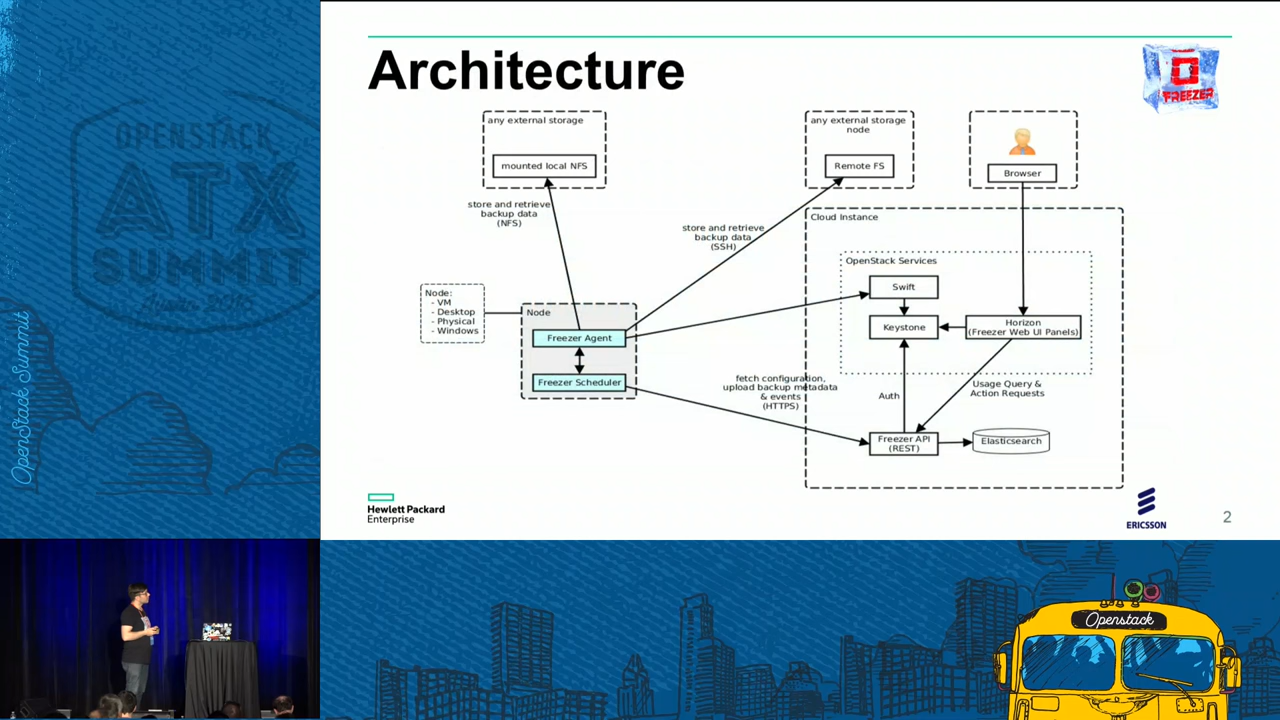 Architecture
FREEZER
any external storage
mounted local NFS
any external storage
node
Remote FS
Browser
store and retrieve
backup data
(NFS)
store and retrieve
backup data
(SSH)
Cloud Instance
OpenStack Services
Swift
Keystone
Horizon
(Freezer Web UI Panels)
Node:
- VM
- Desktop
- Physical
- Windows
Node
Freezer Agent
Freezer Scheduler
fetch configuration,
upload backup metadata
& events
(HTTPS)
Auth
Usage Query &
Action Requests
Freezer API
(REST)
Elasticsearch
Hewlett Packard
Enterprise
ERICSSON
2
OPENSTACK
ATX
SUMMIT
OpenStack Summit
Openstack